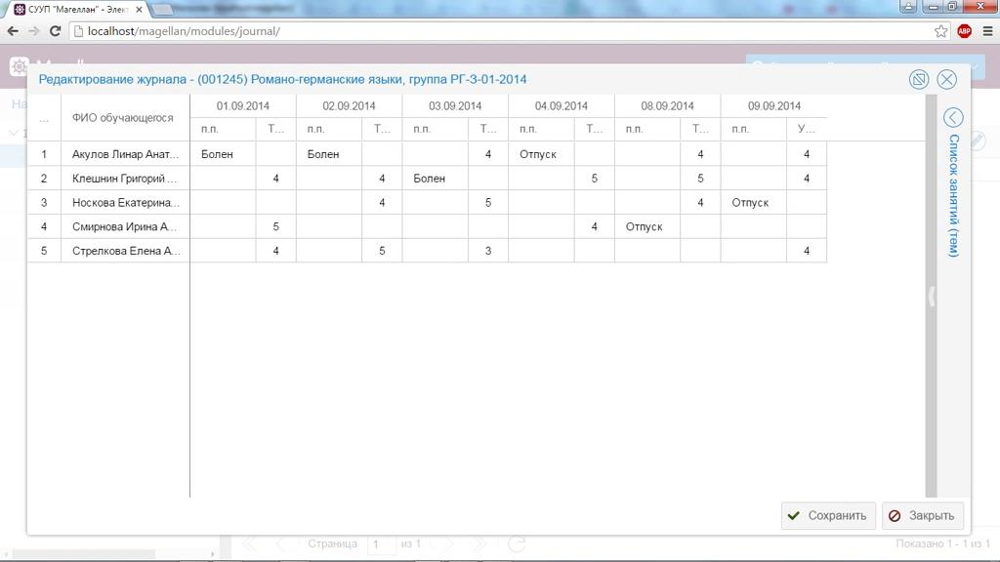 СУУП "Магеллан" - Элект
localhost/magellan/modules/journal/
ABP
Редактирование журнала - (001245) Романо-германские языки, группа РГ-3-01-2014
... ФИО обучающегося 01.09.2014 02.09.2014 03.09.2014 04.09.2014 08.09.2014 09.09.2014
п.п. Т... п.п. Т... п.п. Т... п.п. Т... п.п. Т... п.п. У...
1 Акулов Линар Анат... Болен Болен 4 Отпуск 4 4
2 Клешнин Григорий ... 4 4 Болен 5 5 4
3 Носкова Екатерина... 4 5 4 Отпуск
4 Смирнова Ирина А... 5 4 Отпуск
5 Стрелкова Елена А... 4 5 3 4
Список занятий (тем)
Сохранить Закрыть
Страница 1 из 1 Показано 1 - 1 из 1